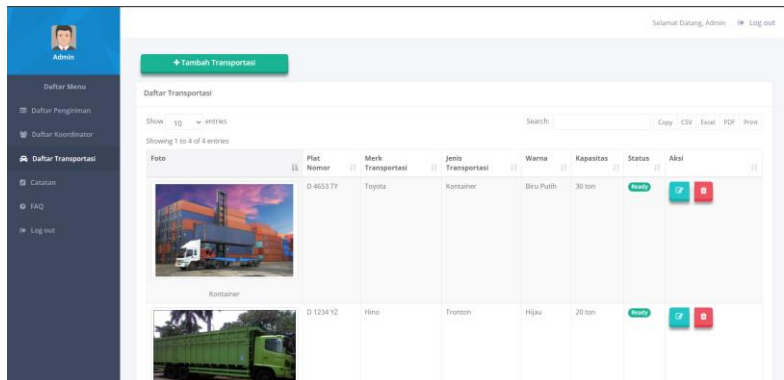 Selamat Datang, Admin
Log out
Admin
Daftar Menu
Daftar Pengiriman
Daftar Koordinator
Daftar Transportasi
Catatan
FAQ
Log out
+ Tambah Transportasi
Daftar Transportasi
Show 10 entries
Search:
Copy CSV Excel PDF Print
Showing 1 to 4 of 4 entries
Foto Plat Nomor Merk Transportasi Jenis Transportasi Warna Kapasitas Status Aksi
D 4653 TY Toyota Kontainer Biru Putih 30 ton Ready
Kontainer
D 1234 YZ Hino Tronton Hijau 20 ton Ready